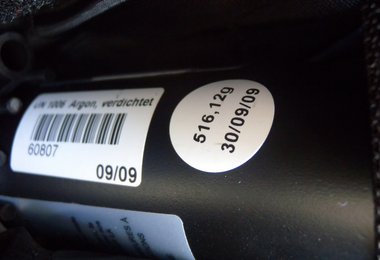 UN 1006 Argon, verdichtet
60807
09/09
516,12g
30/09/09